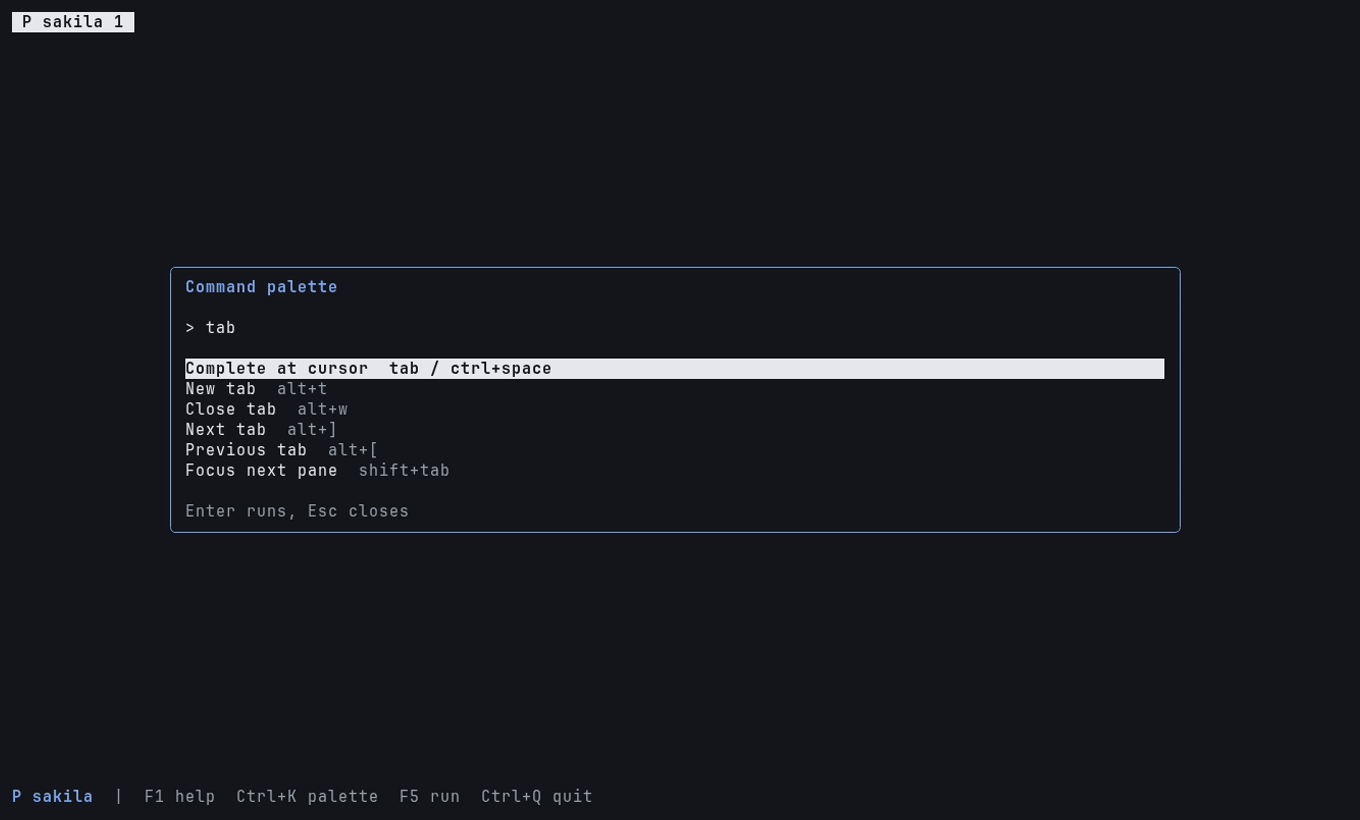 P sakila 1
Command palette
> tab
Complete at cursor  tab / ctrl+space
New tab  alt+t
Close tab  alt+w
Next tab  alt+]
Previous tab  alt+[
Focus next pane  shift+tab
Enter runs, Esc closes
P sakila  |  F1 help  Ctrl+K palette  F5 run  Ctrl+Q quit